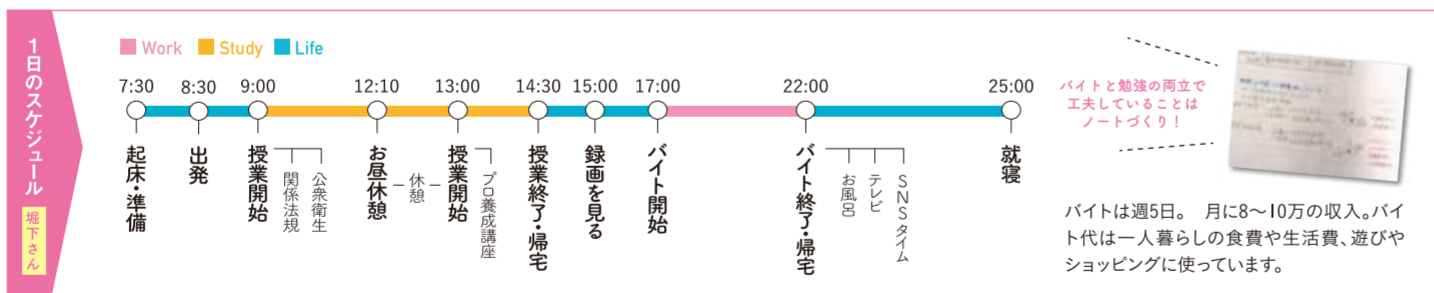 1日のスケジュール
堀下さん
Work Study Life
7:30 8:30 9:00 12:10 13:00 14:30 15:00 17:00 22:00 25:00
起床・準備
出発
授業開始
関係法規
公衆衛生
お昼休憩
休憩
授業開始
プロ養成講座
授業終了・帰宅
録画を見る
バイト開始
バイト終了・帰宅
お風呂
テレビ
SNSタイム
就寝
バイトと勉強の両立で
工夫していることは
ノートづくり！
バイトは週5日。 月に8〜10万の収入。バイ
ト代は一人暮らしの食費や生活費、遊びや
ショッピングに使っています。